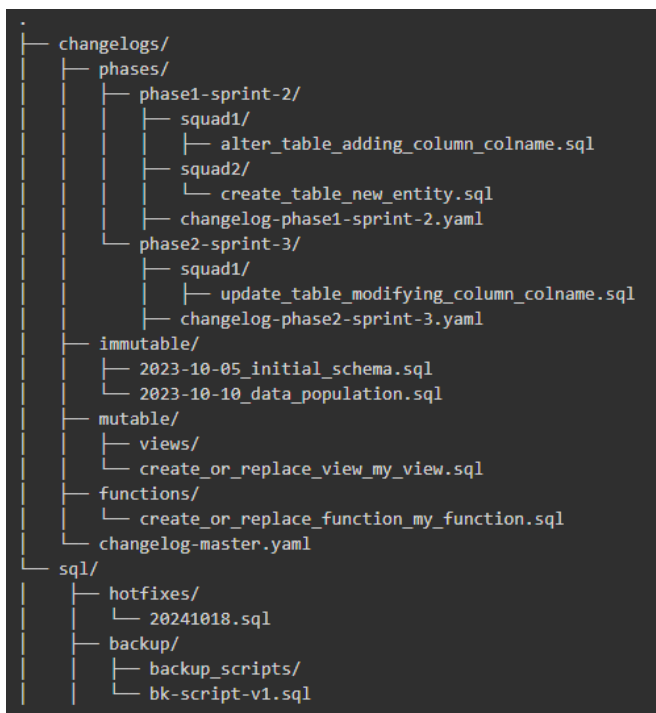 .
├── changelogs/
│   ├── phases/
│   │   ├── phase1-sprint-2/
│   │   │   ├── squad1/
│   │   │   │   ├── alter_table_adding_column_colname.sql
│   │   │   ├── squad2/
│   │   │   │   └── create_table_new_entity.sql
│   │   │   ├── changelog-phase1-sprint-2.yaml
│   │   └── phase2-sprint-3/
│   │       ├── squad1/
│   │       │   ├── update_table_modifying_column_colname.sql
│   │       ├── changelog-phase2-sprint-3.yaml
│   ├── immutable/
│   │   ├── 2023-10-05_initial_schema.sql
│   │   └── 2023-10-10_data_population.sql
│   ├── mutable/
│   │   ├── views/
│   │   └── create_or_replace_view_my_view.sql
│   ├── functions/
│   │   └── create_or_replace_function_my_function.sql
│   └── changelog-master.yaml
└── sql/
│   ├── hotfixes/
│   │   └── 20241018.sql
│   ├── backup/
│   │   ├── backup_scripts/
│   │   └── bk-script-v1.sql